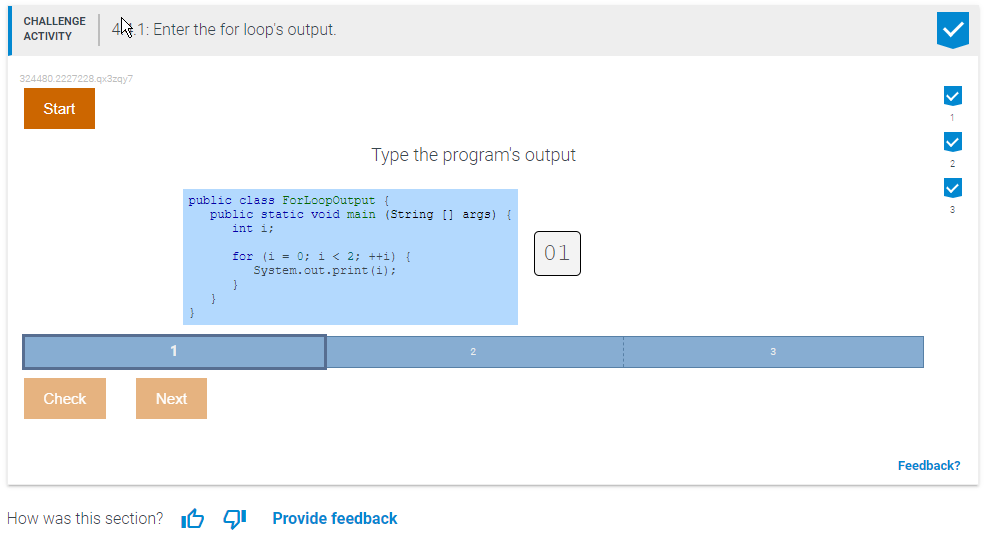 CHALLENGE
ACTIVITY
.1: Enter the for loop's output.
324480.2227228.qx3zqy7
Start
1
2
3
Type the program's output
public class ForLoopOutput {
   public static void main (String [] args) {
      int i;
      for (i = 0; i < 2; ++i) {
         System.out.print(i);
      }
   }
}
01
1 2 3
Check Next
Feedback?
How was this section? Provide feedback